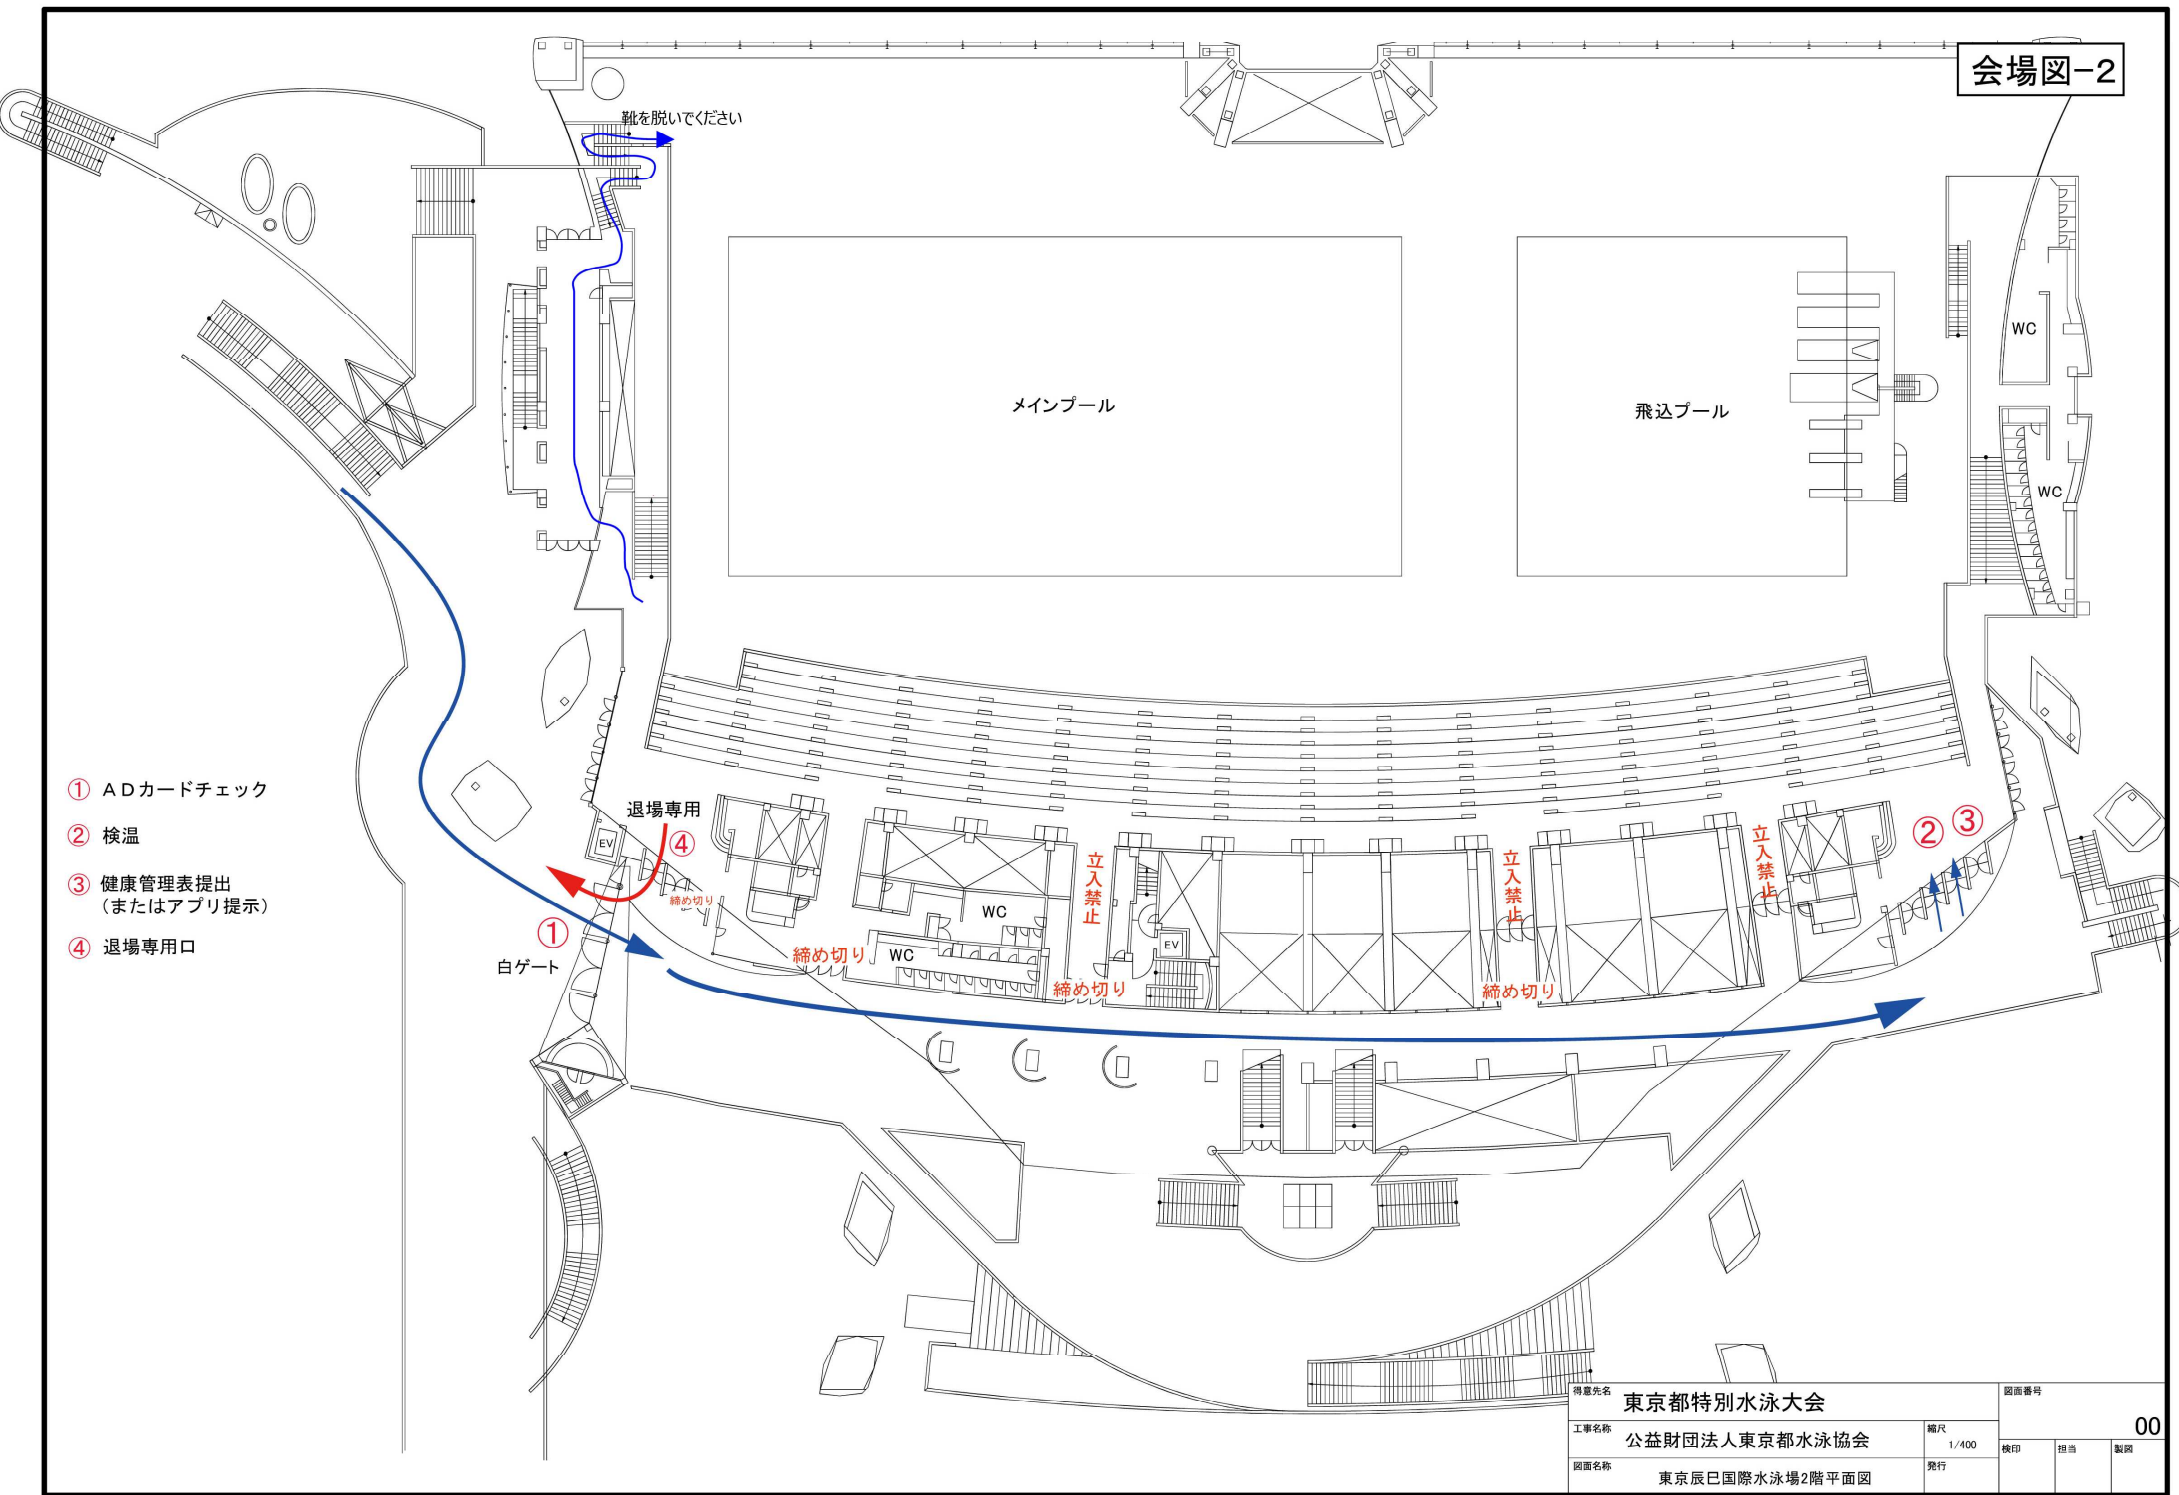 会場図-2
靴を脱いでください
メインプール
飛込プール
WC
WC
① ADカードチェック
② 検温
③ 健康管理表提出
（またはアプリ提示）
④ 退場専用口
退場専用
④
EV
締め切り
①
白ゲート
締め切り
WC
WC
立入禁止
締め切り
EV
立入禁止
締め切り
立入禁止
② ③
得意先名 東京都特別水泳大会
図面番号
00
工事名称 公益財団法人東京都水泳協会
縮尺
1/400
検印 担当 製図
図面名称 東京辰巳国際水泳場2階平面図
発行